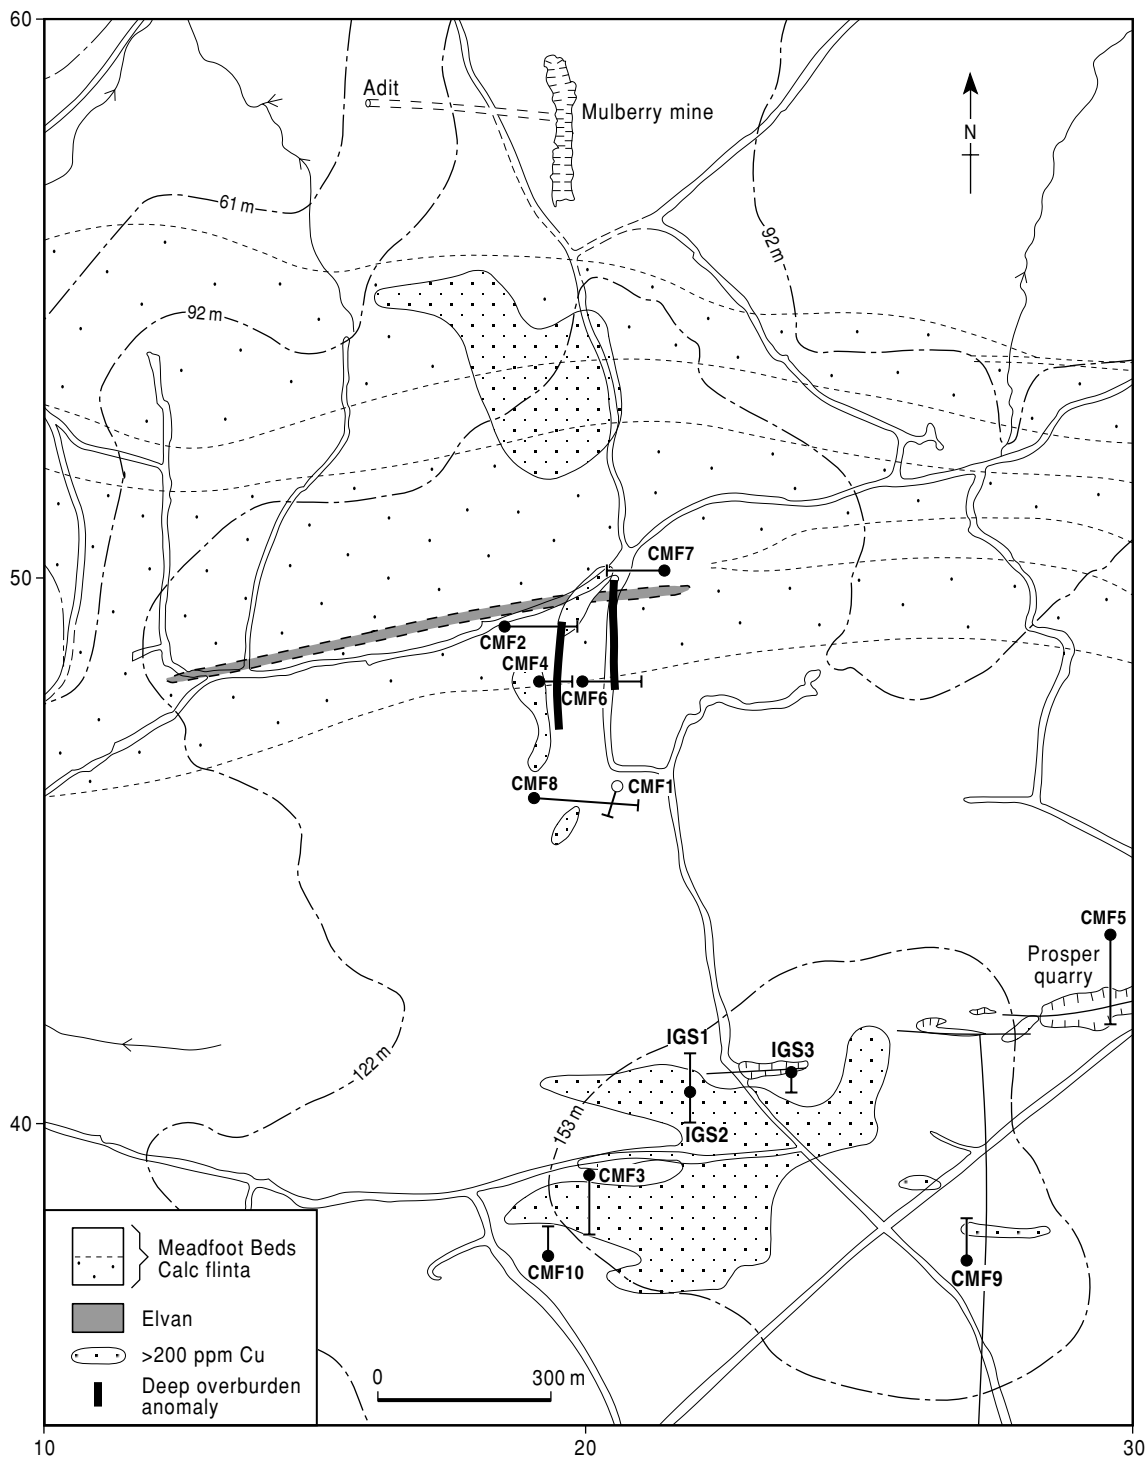 60
Adit
Mulberry mine
N
61 m
92 m
92 m
50
CMF7
CMF2
CMF4
CMF6
CMF8
CMF1
CMF5
Prosper
quarry
IGS1
IGS3
122 m
40
153 m
IGS2
CMF3
CMF10
CMF9
Meadfoot Beds
Calc flinta
Elvan
>200 ppm Cu
Deep overburden
anomaly
0
300 m
10
20
30